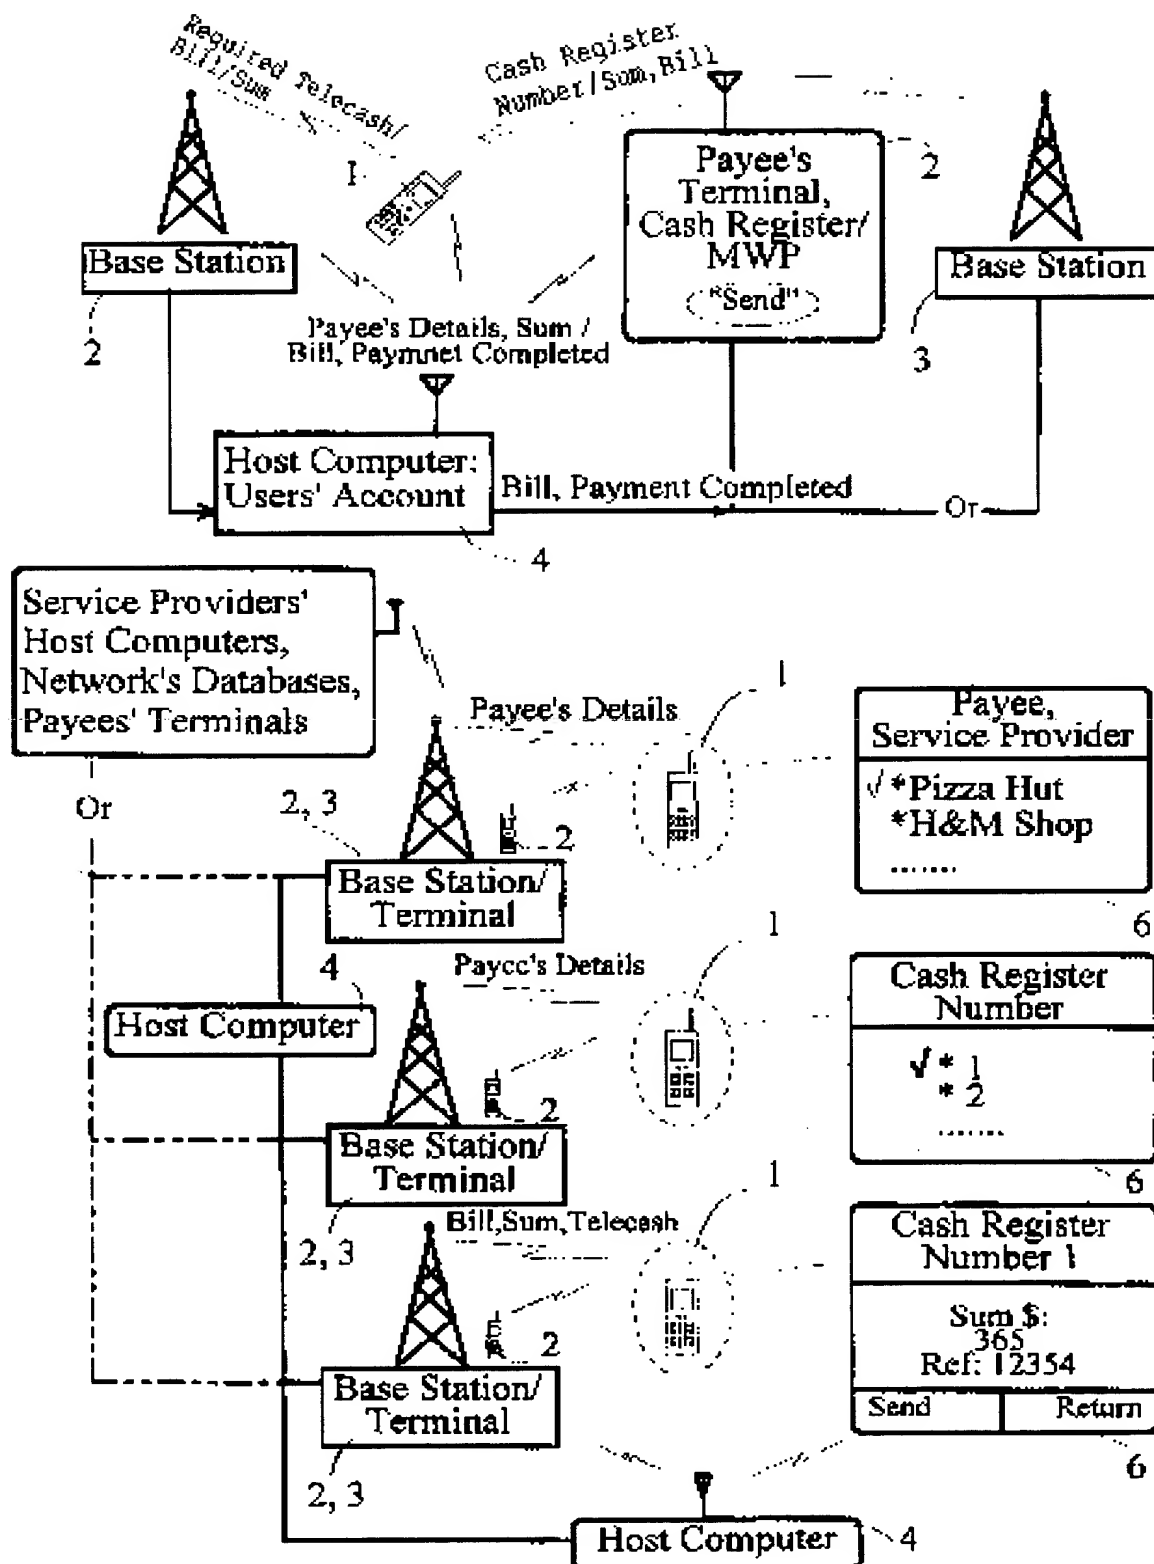 Required Telecash/
Bill/Sum
Cash Register
Number/Sum,Bill
1
Payee's
Terminal,
Cash Register/
MWP
"Send"
2
Base Station
2
Base Station
3
Payee's Details, Sum /
Bill, Paymnet Completed
Host Computer:
Users' Account
Bill, Payment Completed
Or
4
Service Providers'
Host Computers,
Network's Databases,
Payees' Terminals
Or
Payee's Details
1
Payee,
Service Provider
√ *Pizza Hut
*H&M Shop
.......
6
2, 3
2
Base Station/
Terminal
4
Host Computer
Payee's Details
1
Cash Register
Number
√ * 1
* 2
.......
6
2
Base Station/
Terminal
2, 3
Bill,Sum,Telecash
1
Cash Register
Number 1
Sum $:
365
Ref: 12354
Send
Return
6
2
Base Station/
Terminal
2, 3
Host Computer
4